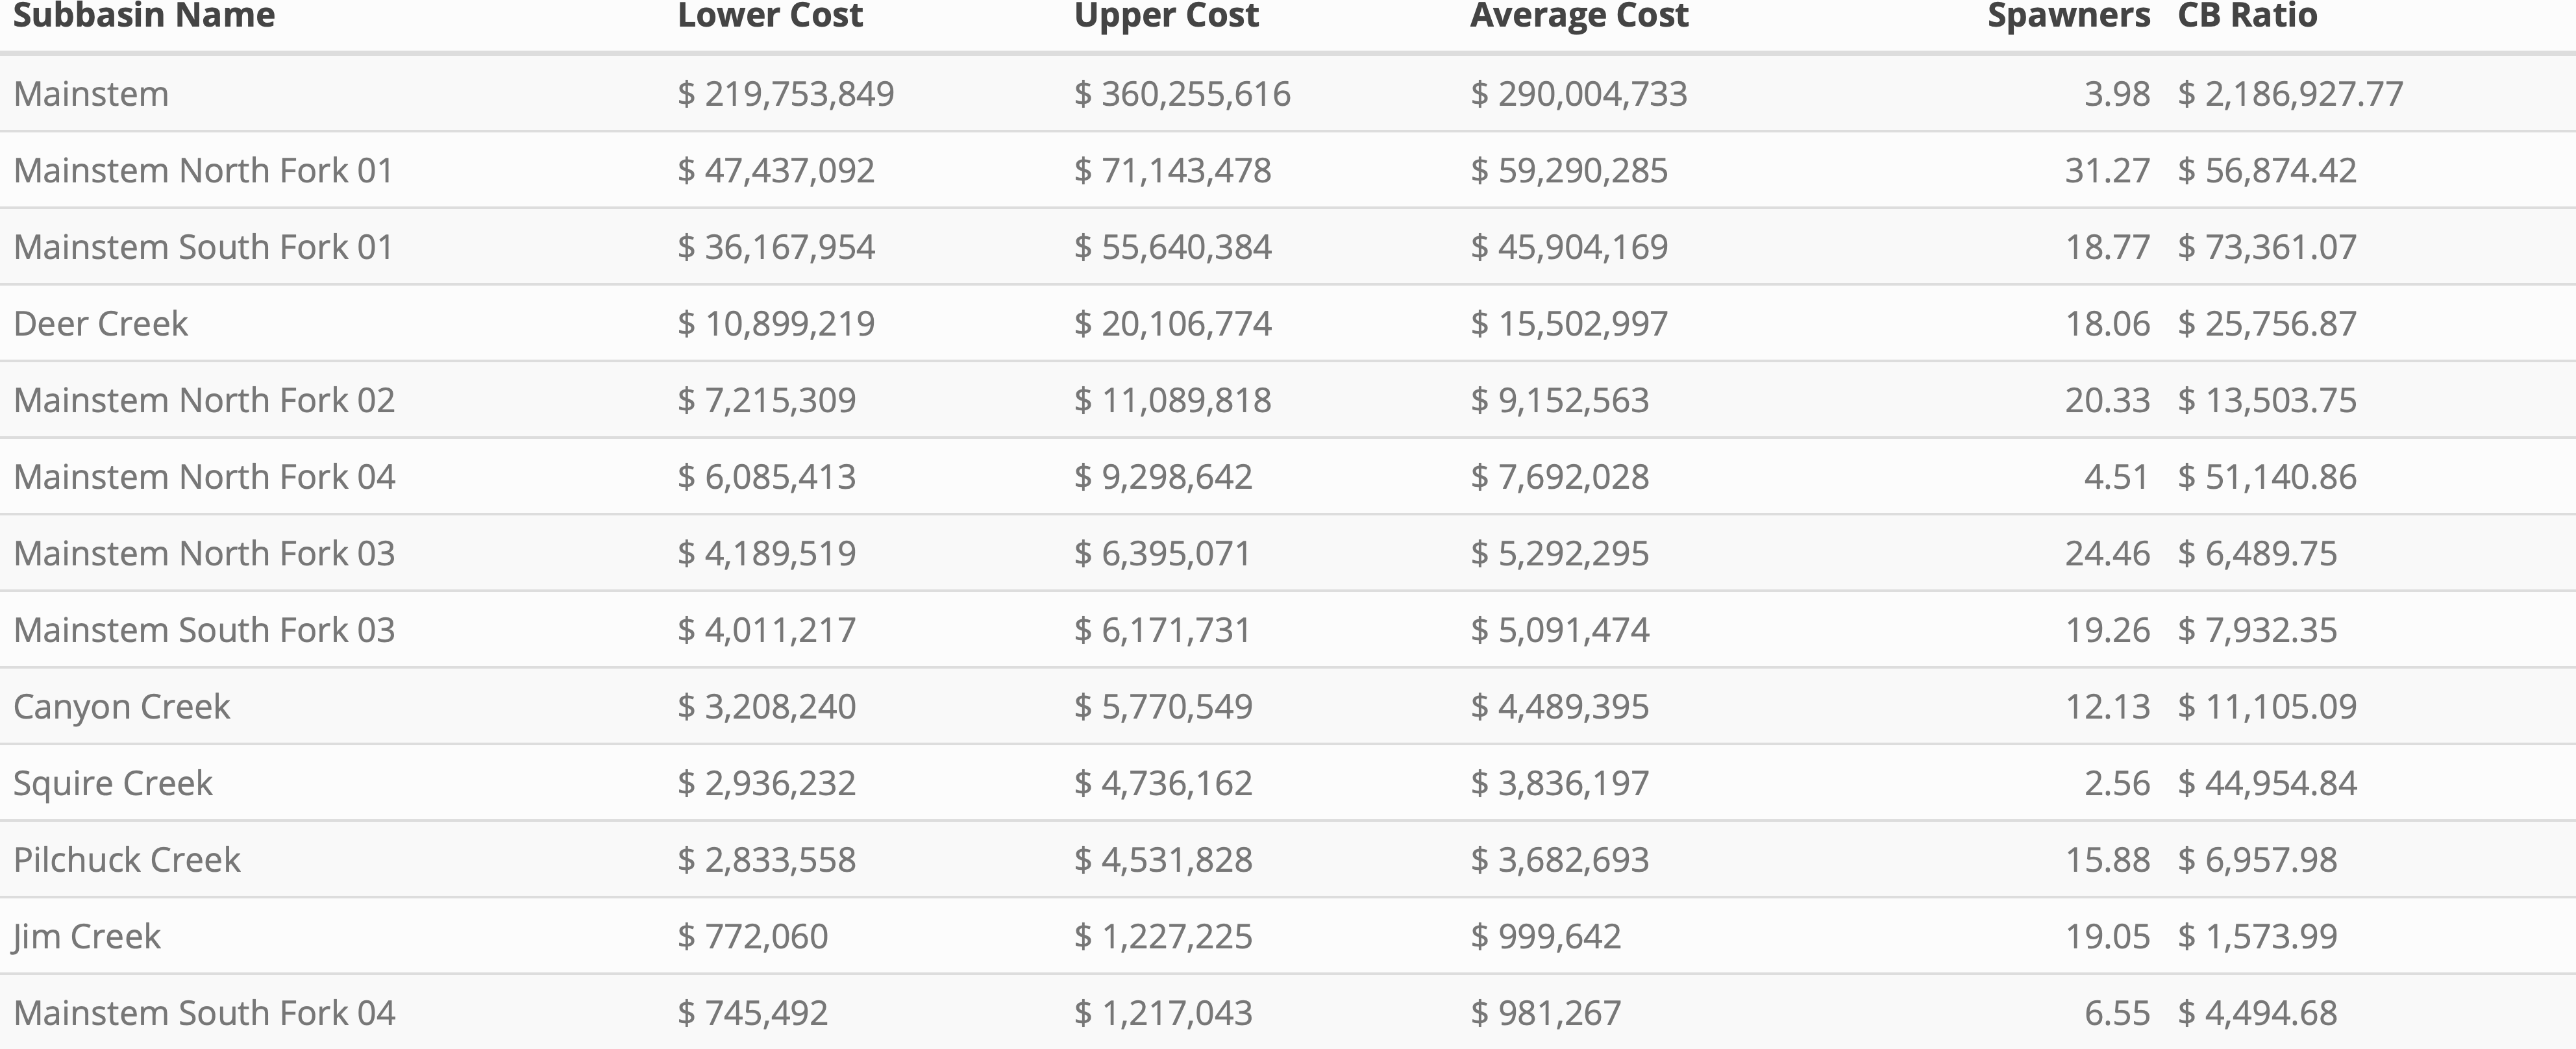 Subbasin Name Lower Cost Upper Cost Average Cost Spawners CB Ratio
Mainstem $ 219,753,849 $ 360,255,616 $ 290,004,733 3.98 $ 2,186,927.77
Mainstem North Fork 01 $ 47,437,092 $ 71,143,478 $ 59,290,285 31.27 $ 56,874.42
Mainstem South Fork 01 $ 36,167,954 $ 55,640,384 $ 45,904,169 18.77 $ 73,361.07
Deer Creek $ 10,899,219 $ 20,106,774 $ 15,502,997 18.06 $ 25,756.87
Mainstem North Fork 02 $ 7,215,309 $ 11,089,818 $ 9,152,563 20.33 $ 13,503.75
Mainstem North Fork 04 $ 6,085,413 $ 9,298,642 $ 7,692,028 4.51 $ 51,140.86
Mainstem North Fork 03 $ 4,189,519 $ 6,395,071 $ 5,292,295 24.46 $ 6,489.75
Mainstem South Fork 03 $ 4,011,217 $ 6,171,731 $ 5,091,474 19.26 $ 7,932.35
Canyon Creek $ 3,208,240 $ 5,770,549 $ 4,489,395 12.13 $ 11,105.09
Squire Creek $ 2,936,232 $ 4,736,162 $ 3,836,197 2.56 $ 44,954.84
Pilchuck Creek $ 2,833,558 $ 4,531,828 $ 3,682,693 15.88 $ 6,957.98
Jim Creek $ 772,060 $ 1,227,225 $ 999,642 19.05 $ 1,573.99
Mainstem South Fork 04 $ 745,492 $ 1,217,043 $ 981,267 6.55 $ 4,494.68